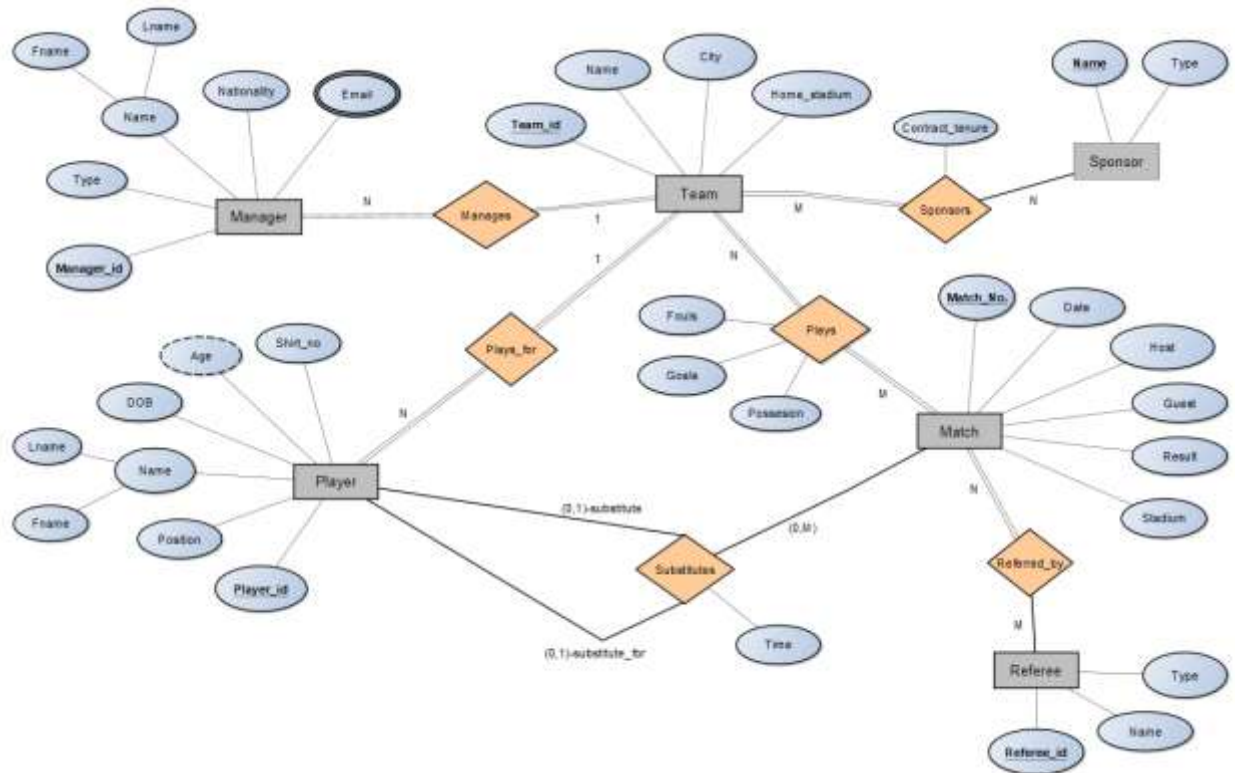 Lname
Fname
Name
Nationality
Email
Type
Manager
Manager_id
N
Manages
1
Name
City
Home_stadium
Team_id
Team
M
Contract_tenure
Sponsors
N
Name
Type
Sponsor
1
Plays_for
N
N
Plays
M
Fouls
Goals
Possesion
Match_No.
Date
Host
Guest
Result
Stadium
Match
Age
Shirt_no
DOB
Lname
Name
Fname
Position
Player_id
Player
(0,1)-substitute
(0,M)
Substitutes
(0,1)-substitute_for
Time
N
Referred_by
M
Referee
Type
Name
Referee_id